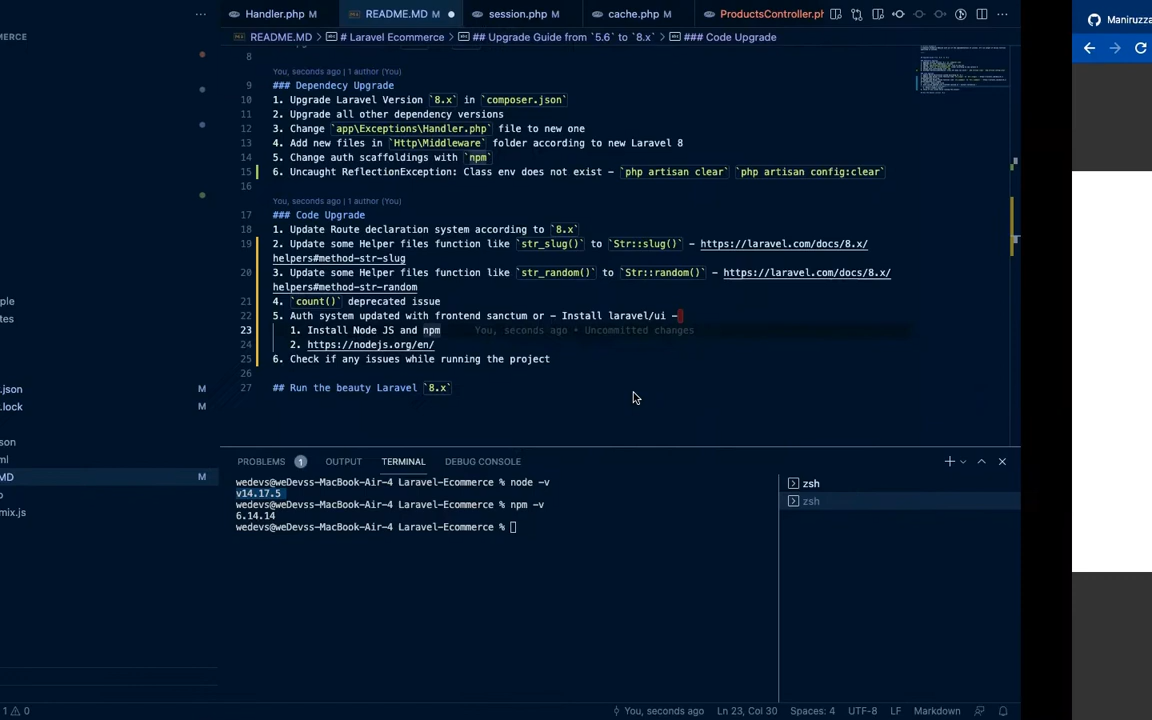 Handler.php M README.MD M session.php M cache.php M ProductsController.ph
Maniruzza
ERCE
README.MD > # Laravel Ecommerce > ## Upgrade Guide from `5.6` to `8.x` > ### Code Upgrade
8
You, seconds ago | 1 author (You)
9 ### Dependecy Upgrade
10 1. Upgrade Laravel Version `8.x` in `composer.json`
11 2. Upgrade all other dependency versions
12 3. Change `app\Exceptions\Handler.php` file to new one
13 4. Add new files in `Http\Middleware` folder according to new Laravel 8
14 5. Change auth scaffoldings with `npm`
15 6. Uncaught ReflectionException: Class env does not exist – `php artisan clear` `php artisan config:clear`
16
You, seconds ago | 1 author (You)
17 ### Code Upgrade
18 1. Update Route declaration system according to `8.x`
19 2. Update some Helper files function like `str_slug()` to `Str::slug()` – https://laravel.com/docs/8.x/
helpers#method-str-slug
20 3. Update some Helper files function like `str_random()` to `Str::random()` – https://laravel.com/docs/8.x/
helpers#method-str-random
21 4. `count()` deprecated issue
22 5. Auth system updated with frontend sanctum or – Install laravel/ui –
23 1. Install Node JS and npm You, seconds ago • Uncommitted changes
24 2. https://nodejs.org/en/
25 6. Check if any issues while running the project
26
27 ## Run the beauty Laravel `8.x`
ple
tes
.json M
.lock M
json
ml
MD M
p
mix.js
PROBLEMS 1 OUTPUT TERMINAL DEBUG CONSOLE
wedevs@weDevss-MacBook-Air-4 Laravel-Ecommerce % node -v
v14.17.5
wedevs@weDevss-MacBook-Air-4 Laravel-Ecommerce % npm -v
6.14.14
wedevs@weDevss-MacBook-Air-4 Laravel-Ecommerce %
zsh
zsh
1 0 You, seconds ago Ln 23, Col 30 Spaces: 4 UTF-8 LF Markdown